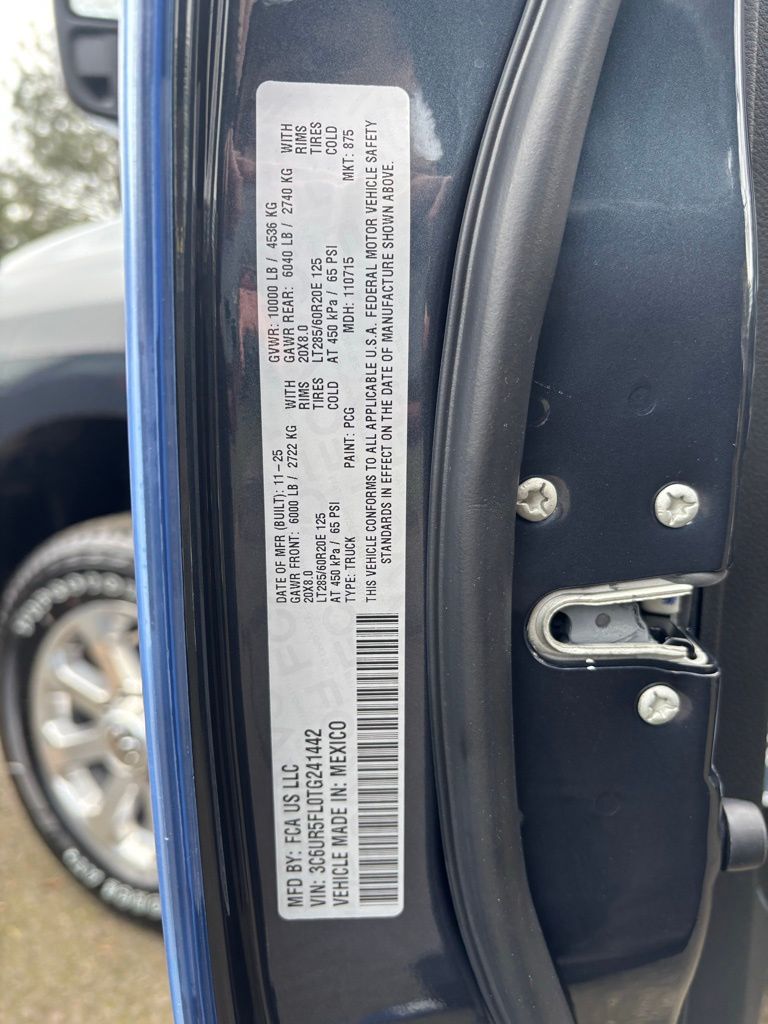 MFD BY: FCA US LLC
VIN: 3C6UR5FL0TG241442
VEHICLE MADE IN: MEXICO
DATE OF MFR (BUILT): 11-25 GVWR: 10000 LB / 4536 KG
GAWR FRONT: 6000 LB / 2722 KG WITH GAWR REAR: 6040 LB / 2740 KG WITH
20X8.0 RIMS 20X8.0 RIMS
LT285/60R20E 125 TIRES LT285/60R20E 125 TIRES
AT 450 kPa / 65 PSI COLD AT 450 kPa / 65 PSI COLD
TYPE: TRUCK PAINT: PCG MDH: 110715 MKT: 875
THIS VEHICLE CONFORMS TO ALL APPLICABLE U.S.A. FEDERAL MOTOR VEHICLE SAFETY
STANDARDS IN EFFECT ON THE DATE OF MANUFACTURE SHOWN ABOVE.